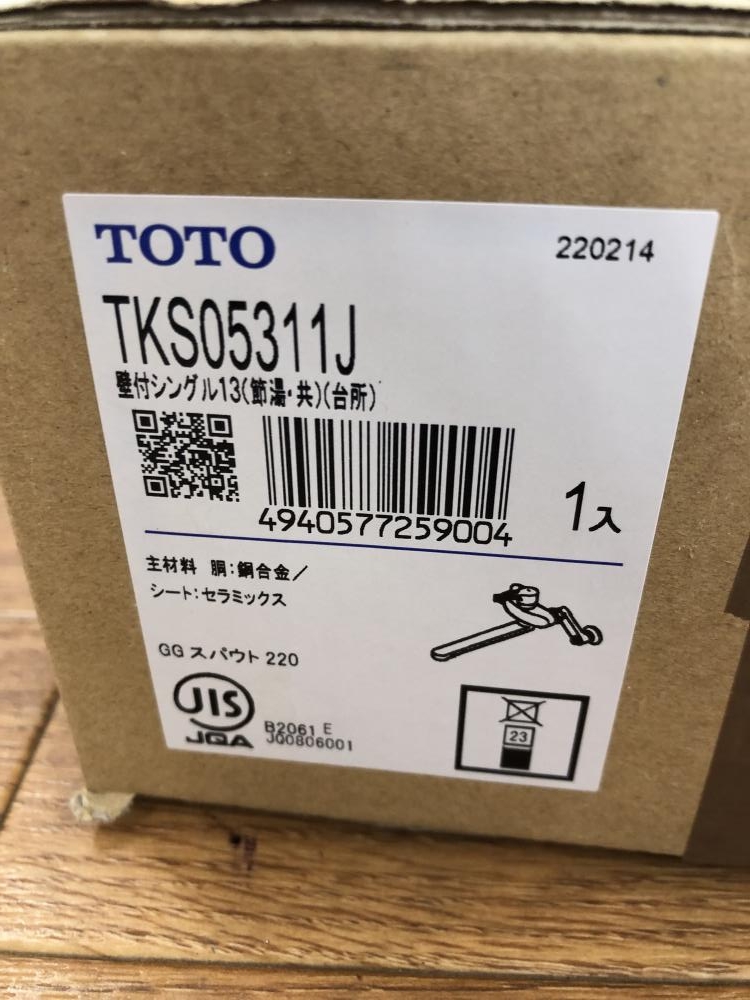 TOTO
220214
TKS05311J
壁付シングル13(節湯・共)(台所)
4940577259004
1入
主材料 胴:銅合金/
シート:セラミックス
GG スパウト 220
JIS
JQA
B2061 E
JQ0806001
23